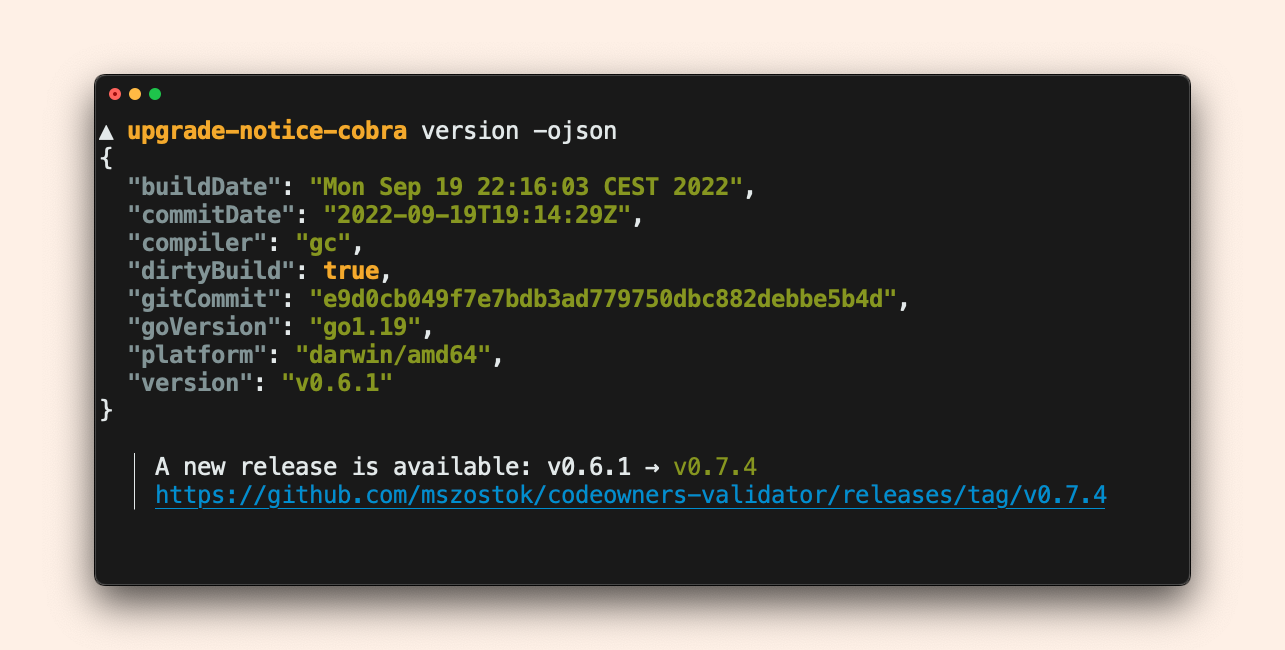 ▲ upgrade-notice-cobra version -ojson
{
  "buildDate": "Mon Sep 19 22:16:03 CEST 2022",
  "commitDate": "2022-09-19T19:14:29Z",
  "compiler": "gc",
  "dirtyBuild": true,
  "gitCommit": "e9d0cb049f7e7bdb3ad779750dbc882debbe5b4d",
  "goVersion": "go1.19",
  "platform": "darwin/amd64",
  "version": "v0.6.1"
}
A new release is available: v0.6.1 → v0.7.4
https://github.com/mszostok/codeowners-validator/releases/tag/v0.7.4